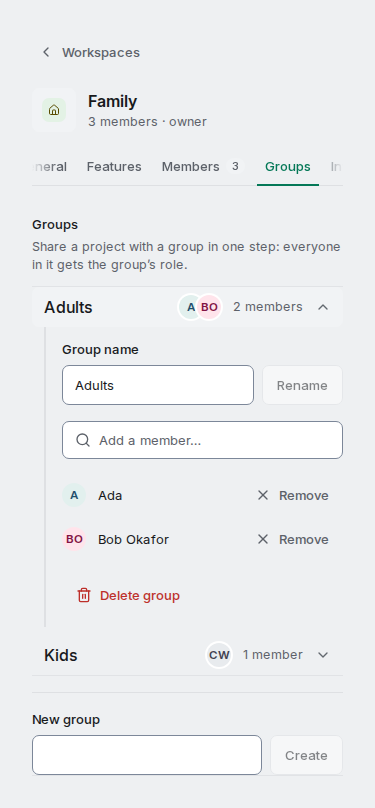 Workspaces
Family
3 members · owner
neral Features Members 3 Groups In
Groups
Share a project with a group in one step: everyone
in it gets the group's role.
Adults A BO 2 members
Group name
Adults Rename
Add a member...
A Ada Remove
BO Bob Okafor Remove
Delete group
Kids CW 1 member
New group
Create